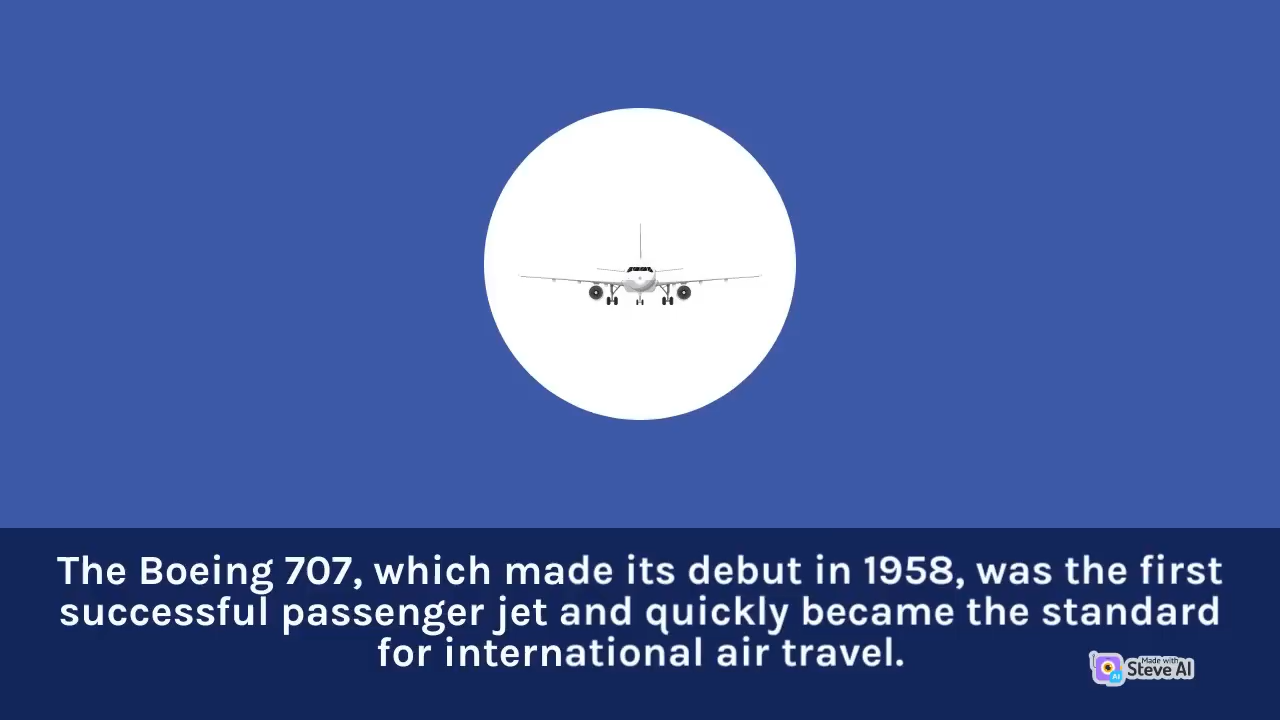 The Boeing 707, which made its debut in 1958, was the first
successful passenger jet and quickly became the standard
for international air travel.
Made with
Steve AI
AI